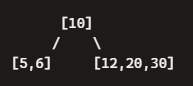 [10]
/ \
[5,6] [12,20,30]